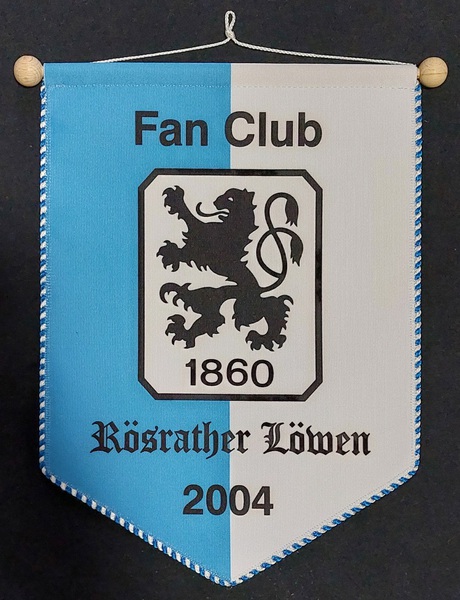 Fan Club
1860
Rösrather Löwen
2004